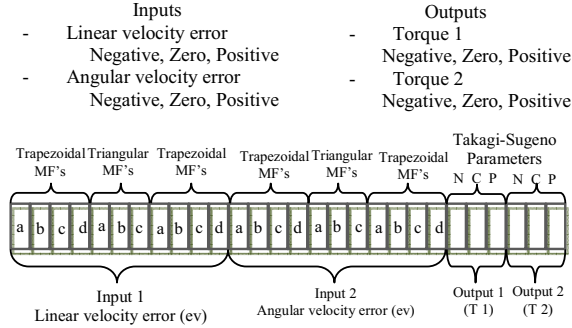 Inputs
- Linear velocity error
Negative, Zero, Positive
- Angular velocity error
Negative, Zero, Positive
Outputs
- Torque 1
Negative, Zero, Positive
- Torque 2
Negative, Zero, Positive
Trapezoidal MF's
Triangular MF's
Trapezoidal MF's
Trapezoidal MF's
Triangular MF's
Trapezoidal MF's
Takagi-Sugeno
Parameters
N C P N C P
a b c d a b c a b c d a b c d a b c a b c d
Input 1
Linear velocity error (ev)
Input 2
Angular velocity error (ev)
Output 1
(T 1)
Output 2
(T 2)